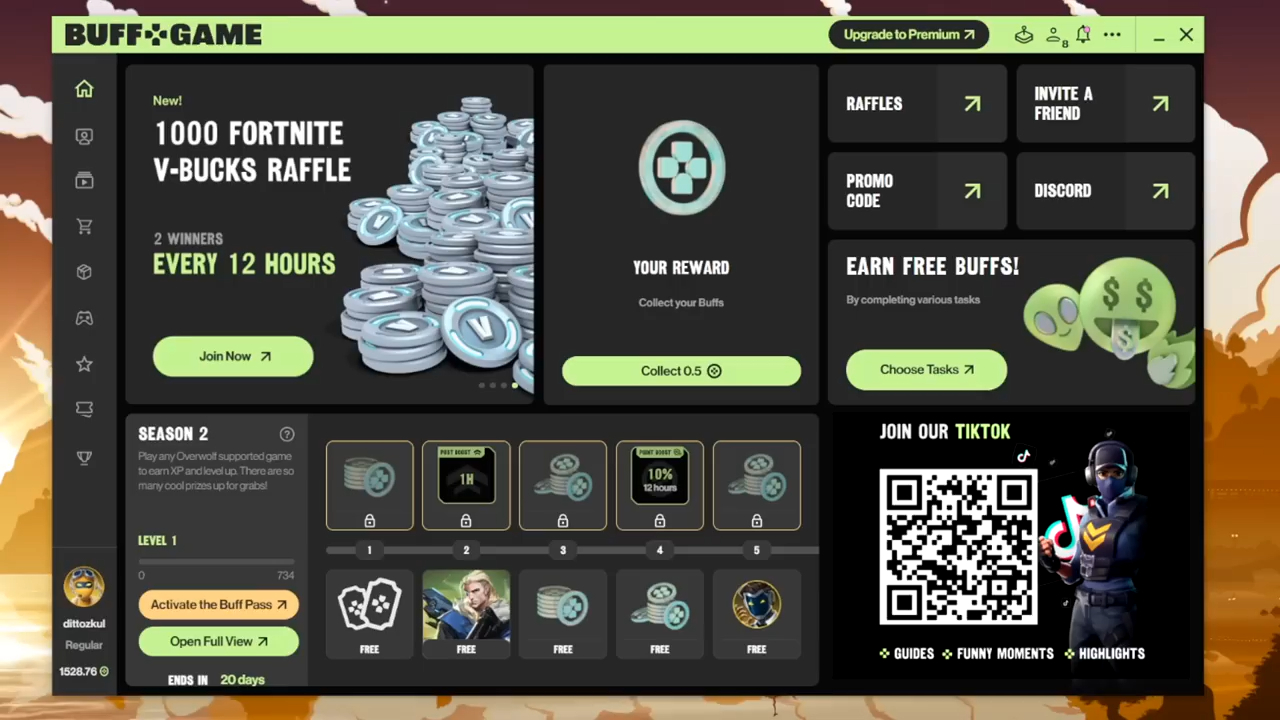 BUFF GAME
Upgrade to Premium
8
New!
1000 FORTNITE
V-BUCKS RAFFLE
2 WINNERS
EVERY 12 HOURS
Join Now
YOUR REWARD
Collect your Buffs
Collect 0.5
RAFFLES
INVITE A
FRIEND
PROMO
CODE
DISCORD
EARN FREE BUFFS!
By completing various tasks
Choose Tasks
SEASON 2
?
Play any Overwolf supported game
to earn XP and level up. There are so
many cool prizes up for grabs!
LEVEL 1
0 734
Activate the Buff Pass
Open Full View
ENDS IN 20 days
1H
POINT BOOST
10%
12 hours
1 2 3 4 5
FREE FREE FREE FREE FREE
JOIN OUR TIKTOK
GUIDES FUNNY MOMENTS HIGHLIGHTS
dittozkul
Regular
1528.76